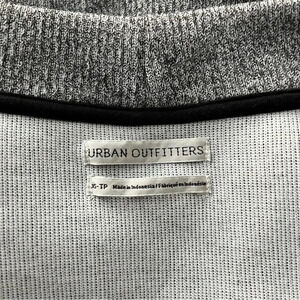 URBAN OUTFITTERS
XS-TP Made in Indonesia / Fabriqué en Indonésie